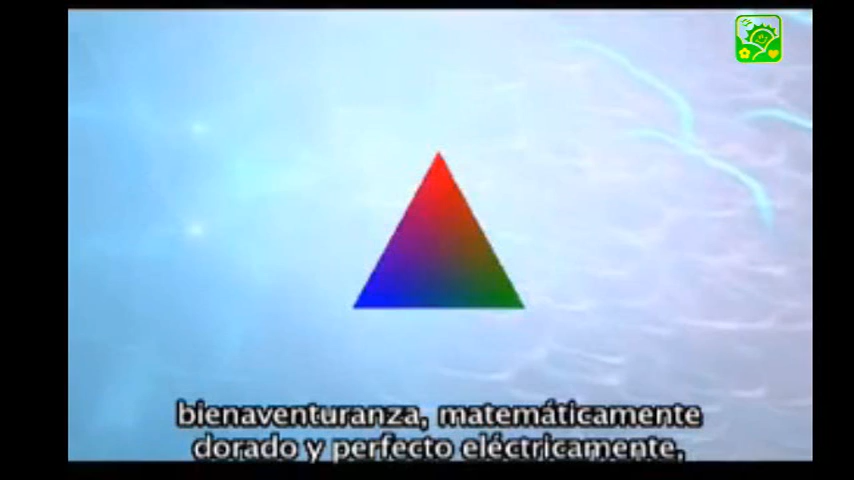 bienaventuranza, matemáticamente
dorado y perfecto eléctricamente,